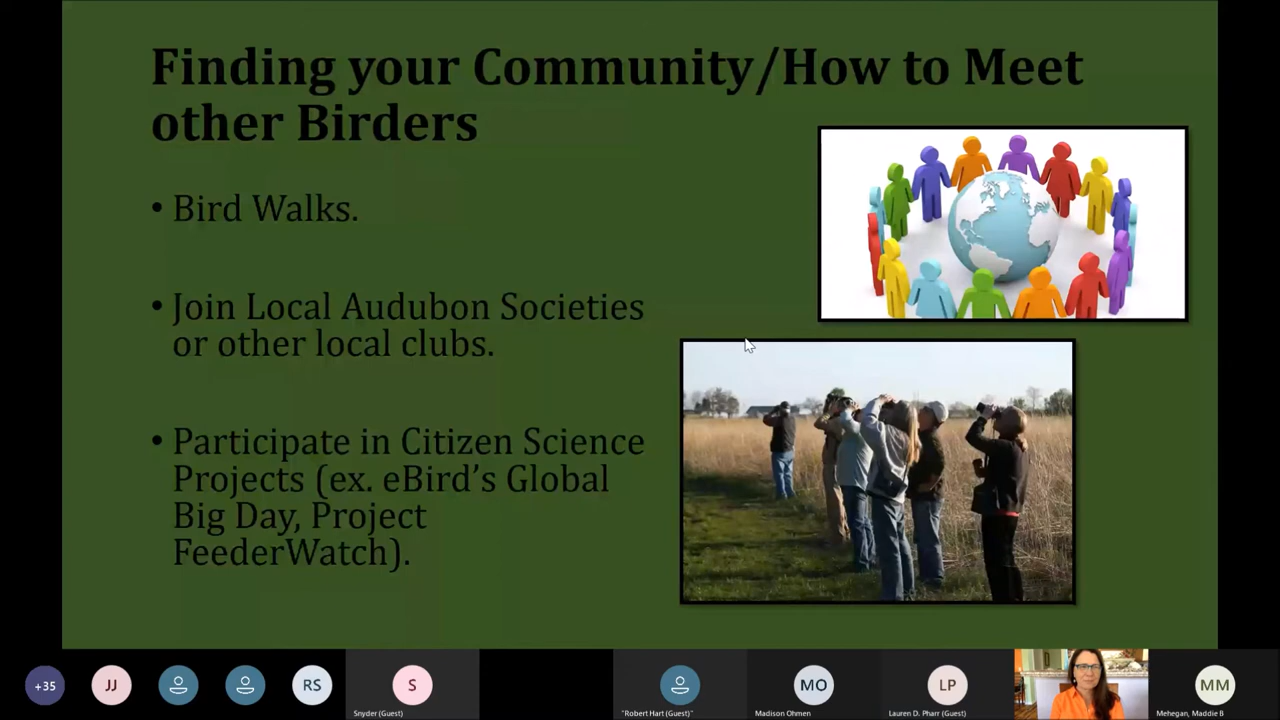 Finding your Community/How to Meet
other Birders
• Bird Walks.
• Join Local Audubon Societies
or other local clubs.
• Participate in Citizen Science
Projects (ex. eBird’s Global
Big Day, Project
FeederWatch).
+35
JJ
RS
S
MO
LP
MM
Snyder (Guest)
"Robert Hart (Guest)"
Madison Ohmen
Lauren D. Pharr (Guest)
Mehegan, Maddie B